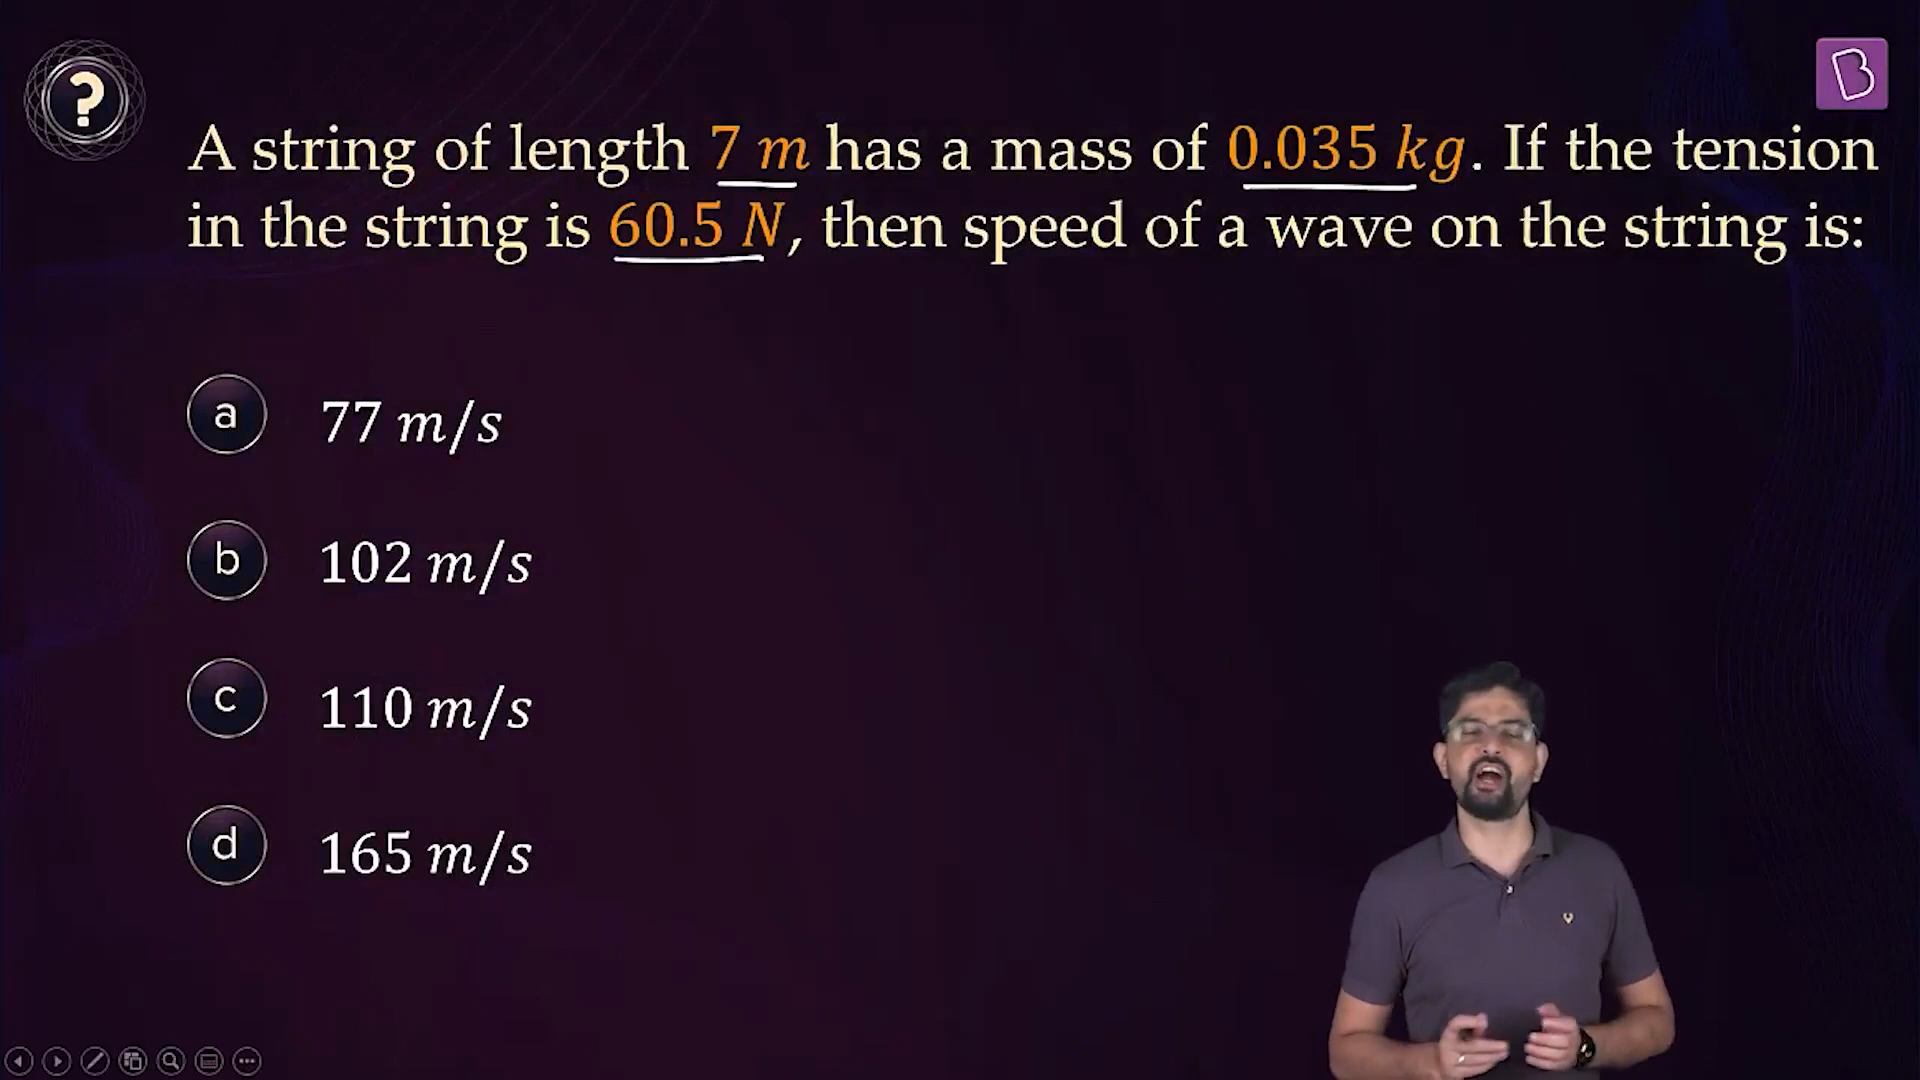 A string of length 7 m has a mass of 0.035 kg. If the tension
in the string is 60.5 N, then speed of a wave on the string is:
a 77 m/s
b 102 m/s
c 110 m/s
d 165 m/s